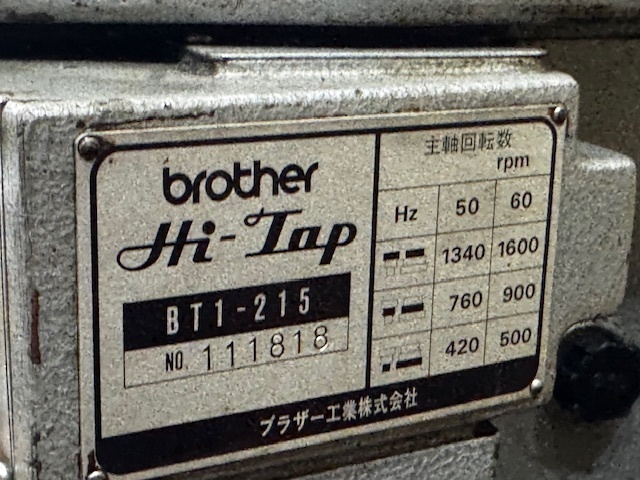 brother
Hi-Tap
BT1-215
NO. 111818
主軸回転数
rpm
Hz 50 60
1340 1600
760 900
420 500
ブラザー工業株式会社